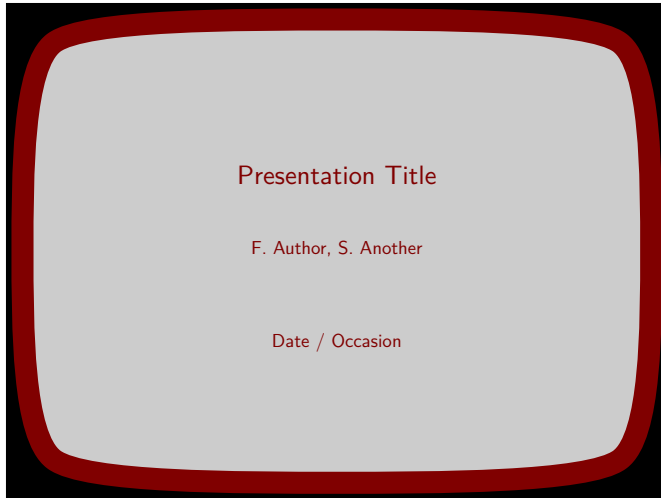 Presentation Title
F. Author, S. Another
Date / Occasion